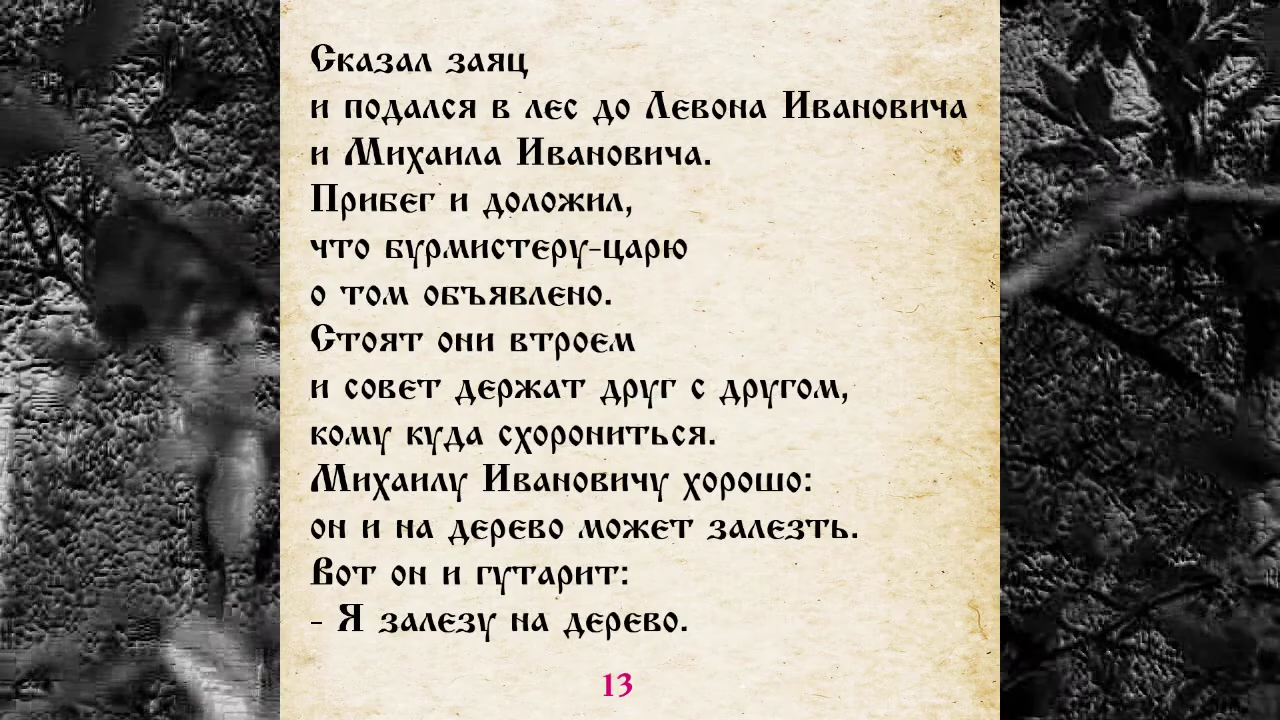 Сказал заяц
и подался в лес до Левона Ивановича
и Михаила Ивановича.
Прибег и доложил,
что бурмистеру-царю
о том объявлено.
Стоят они втроем
и совет держат друг с другом,
кому куда схорониться.
Михаилу Ивановичу хорошо:
он и на дерево может залезть.
Вот он и гутарит:
- Я залезу на дерево.
13